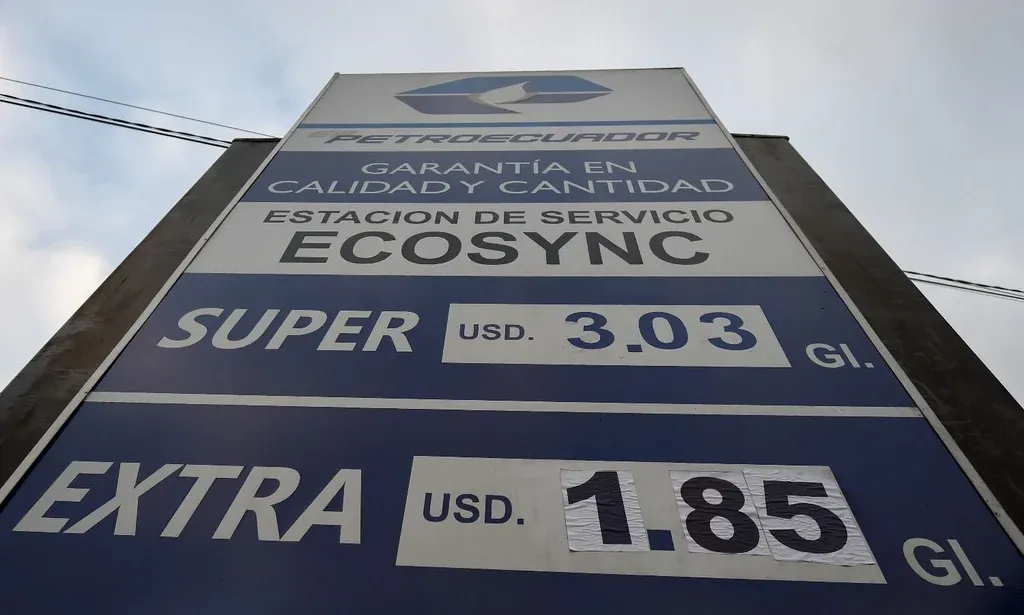 EP PETROECUADOR
GARANTÍA EN
CALIDAD Y CANTIDAD
ESTACION DE SERVICIO
ECOSYNC
SUPER USD. 3.03 Gl.
EXTRA USD. 1.85 Gl.